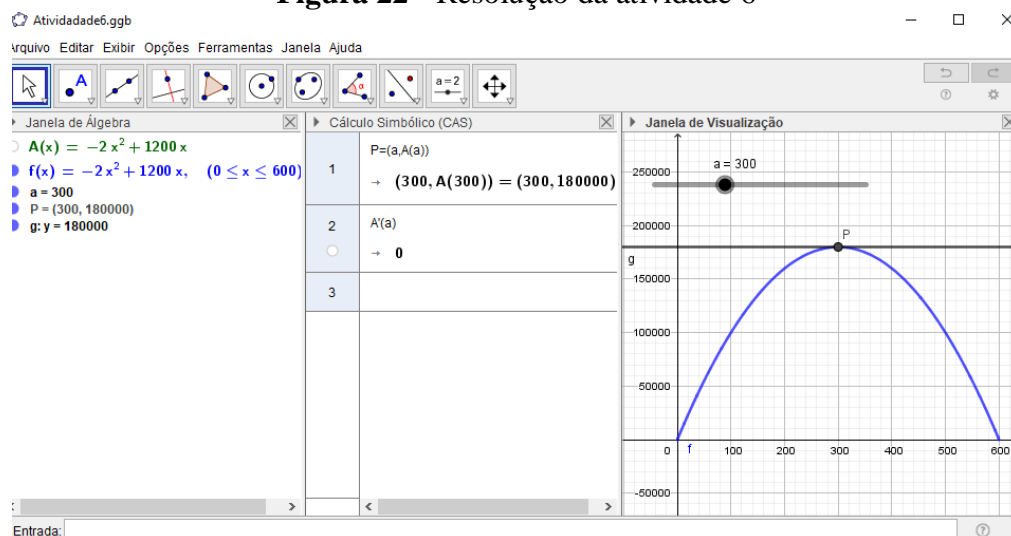 Figura 22 - Resolução da atividade 6
Atividadade6.ggb
Arquivo Editar Exibir Opções Ferramentas Janela Ajuda
A
α
a=2
Janela de Álgebra
A(x) = −2 x² + 1200 x
f(x) = −2 x² + 1200 x, (0 ≤ x ≤ 600)
a = 300
P = (300, 180000)
g: y = 180000
Cálculo Simbólico (CAS)
1
P=(a,A(a))
→ (300, A(300)) = (300, 180000)
2
A'(a)
→ 0
3
Janela de Visualização
a = 300
250000
200000
150000
100000
50000
-50000
P
g
f
0 100 200 300 400 500 600
Entrada: